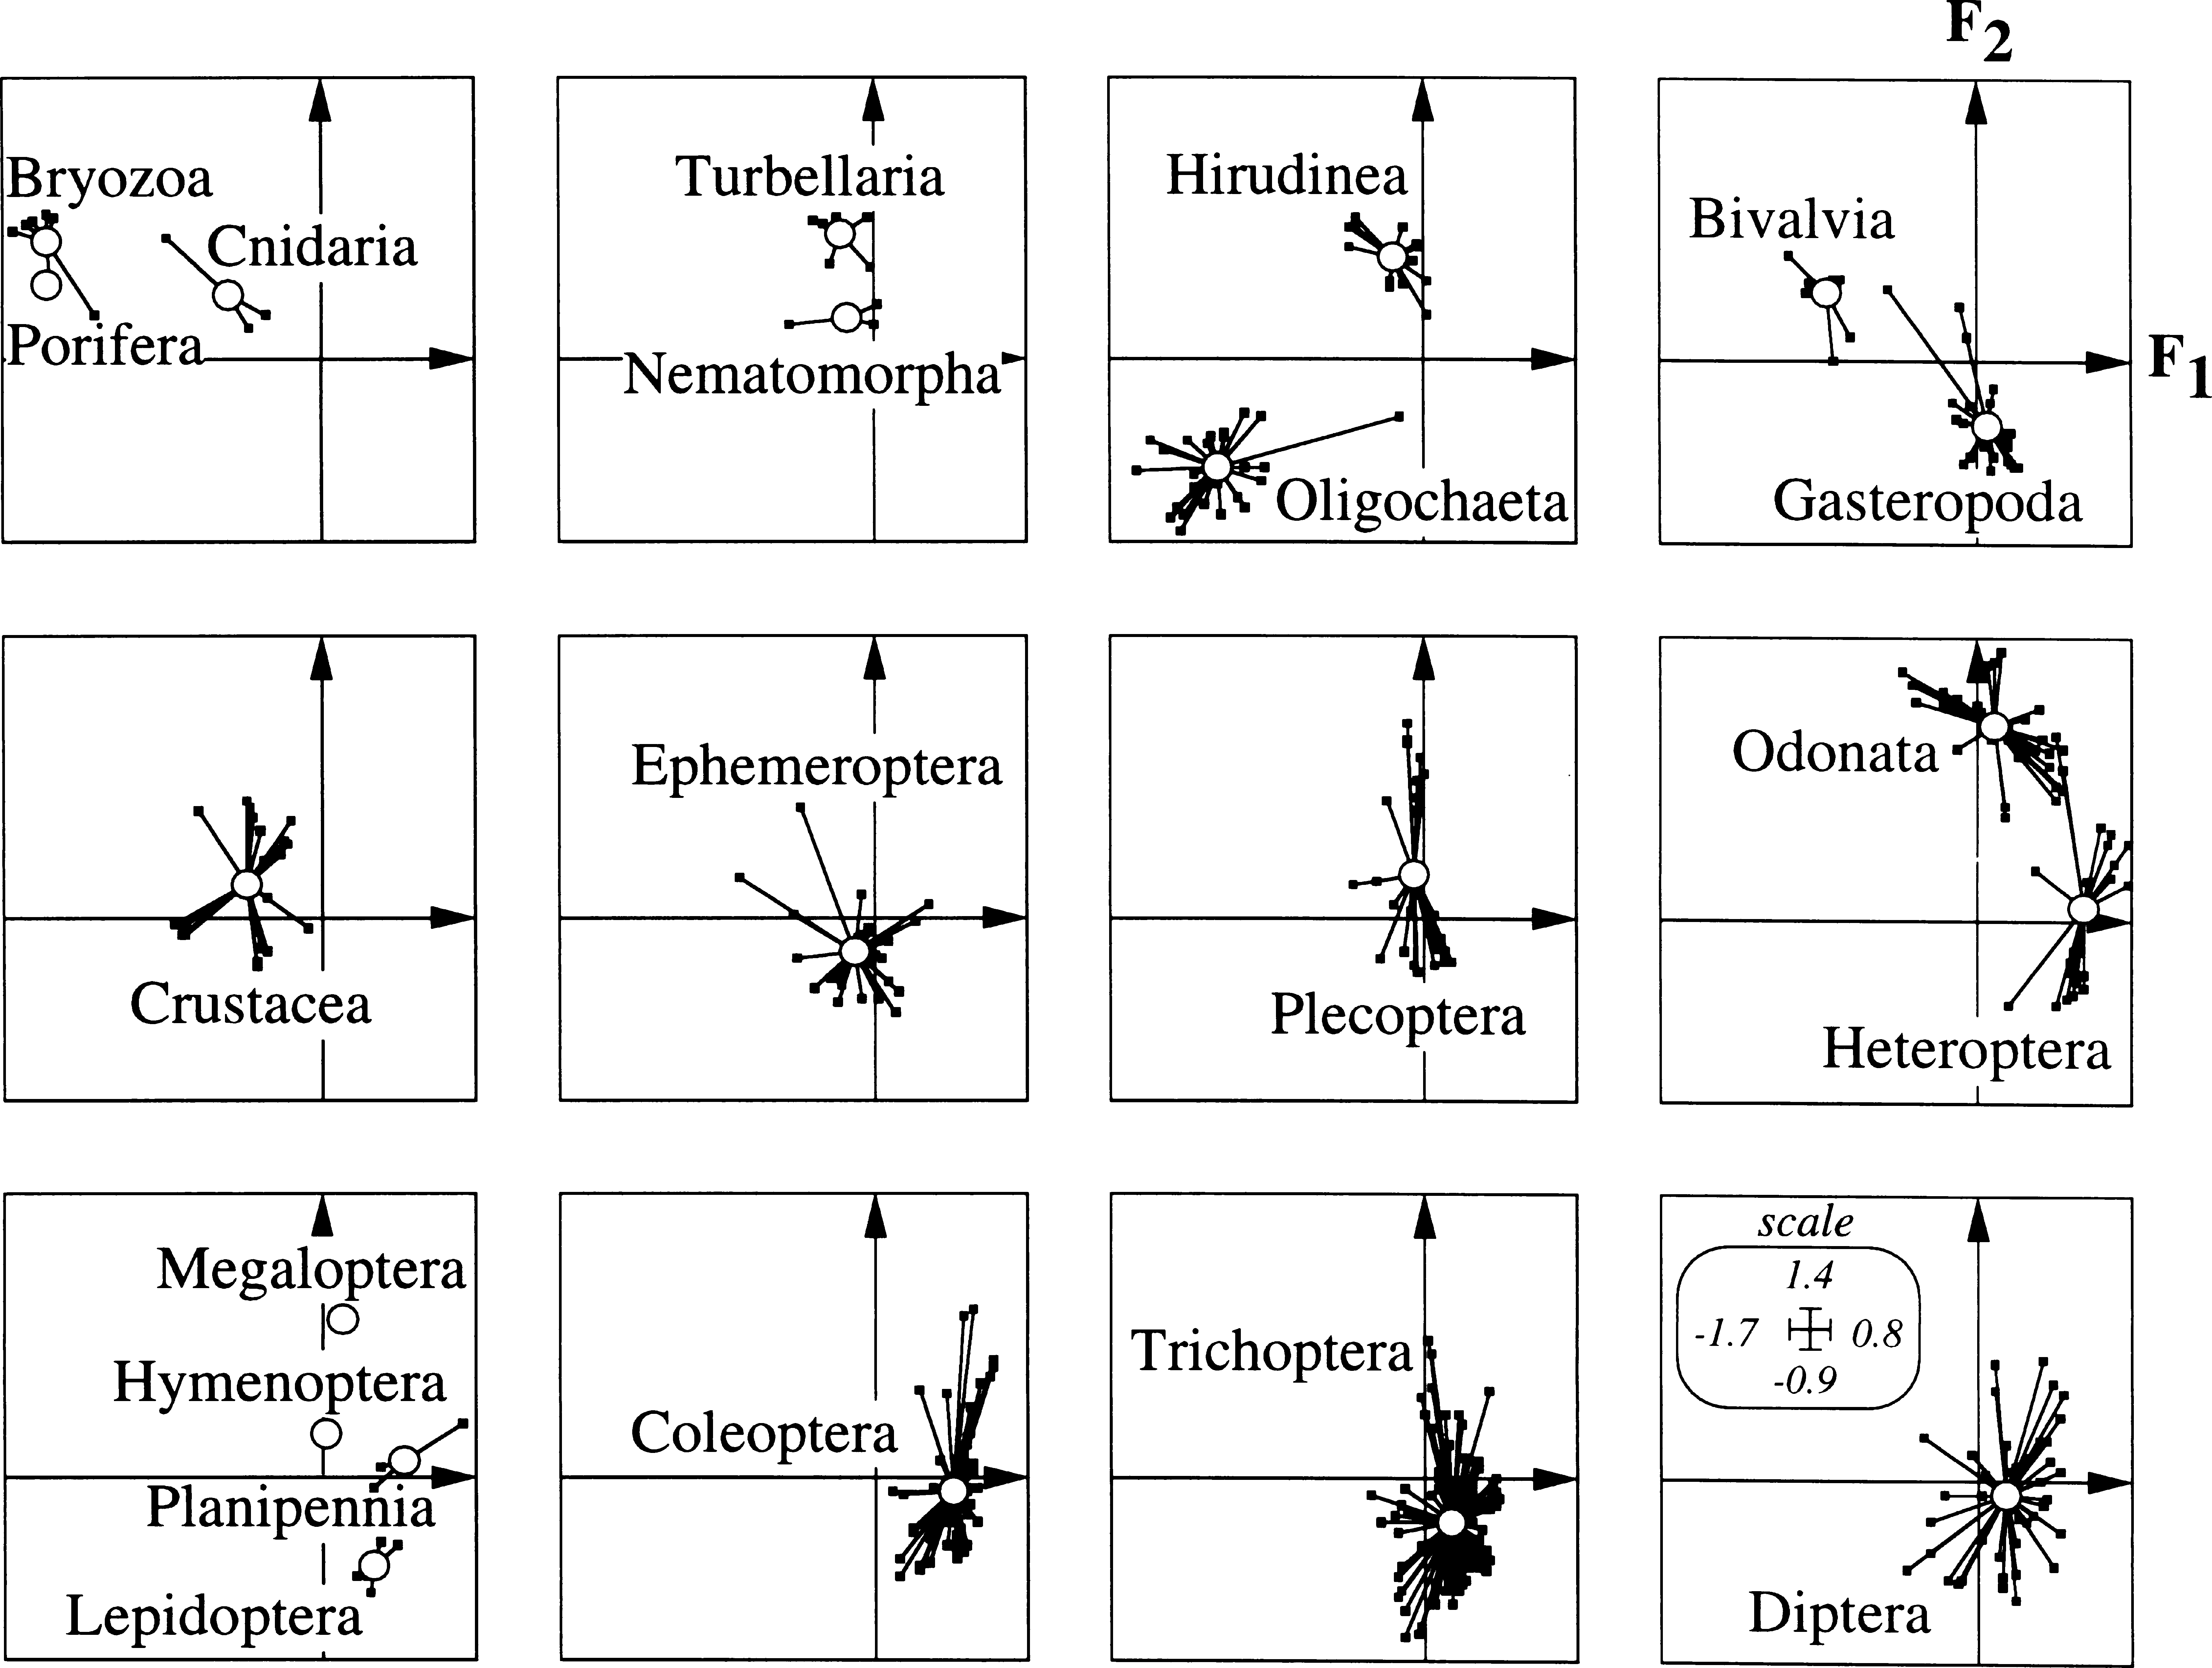 F2
Bryozoa
Cnidaria
Porifera
Turbellaria
Nematomorpha
Hirudinea
Oligochaeta
Bivalvia
Gasteropoda
F1
Crustacea
Ephemeroptera
Plecoptera
Odonata
Heteroptera
Megaloptera
Hymenoptera
Planipennia
Lepidoptera
Coleoptera
Trichoptera
scale
1.4
-1.7 0.8
-0.9
Diptera